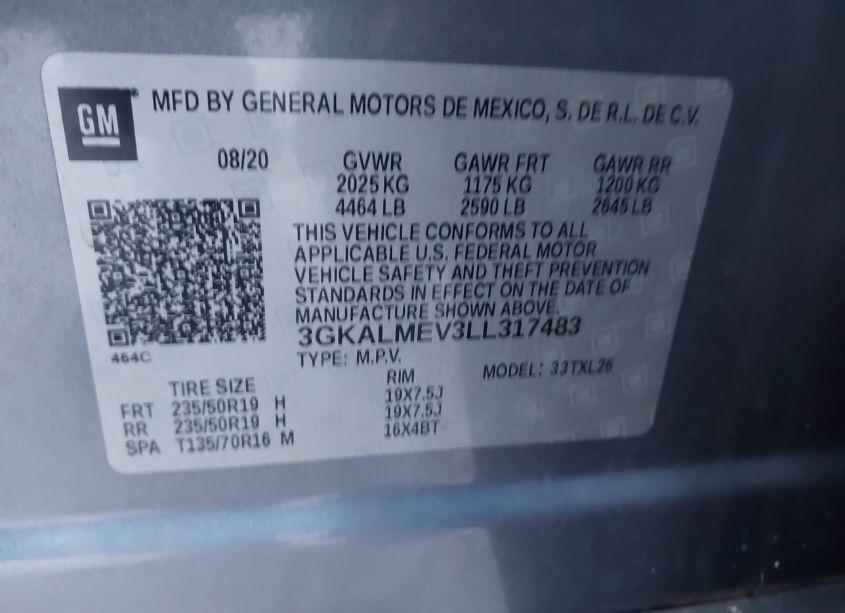 GM MFD BY GENERAL MOTORS DE MEXICO, S. DE R.L. DE C.V.
08/20 GVWR GAWR FRT GAWR RR
2025 KG 1175 KG 1200 KG
4464 LB 2590 LB 2645 LB
THIS VEHICLE CONFORMS TO ALL
APPLICABLE U.S. FEDERAL MOTOR
VEHICLE SAFETY AND THEFT PREVENTION
STANDARDS IN EFFECT ON THE DATE OF
MANUFACTURE SHOWN ABOVE.
3GKALMEV3LL317483
464C
TYPE: M.P.V. MODEL: 33TXL26
TIRE SIZE RIM
FRT 235/50R19 H 19X7.5J
RR 235/50R19 H 19X7.5J
SPA T135/70R16 M 16X4BT